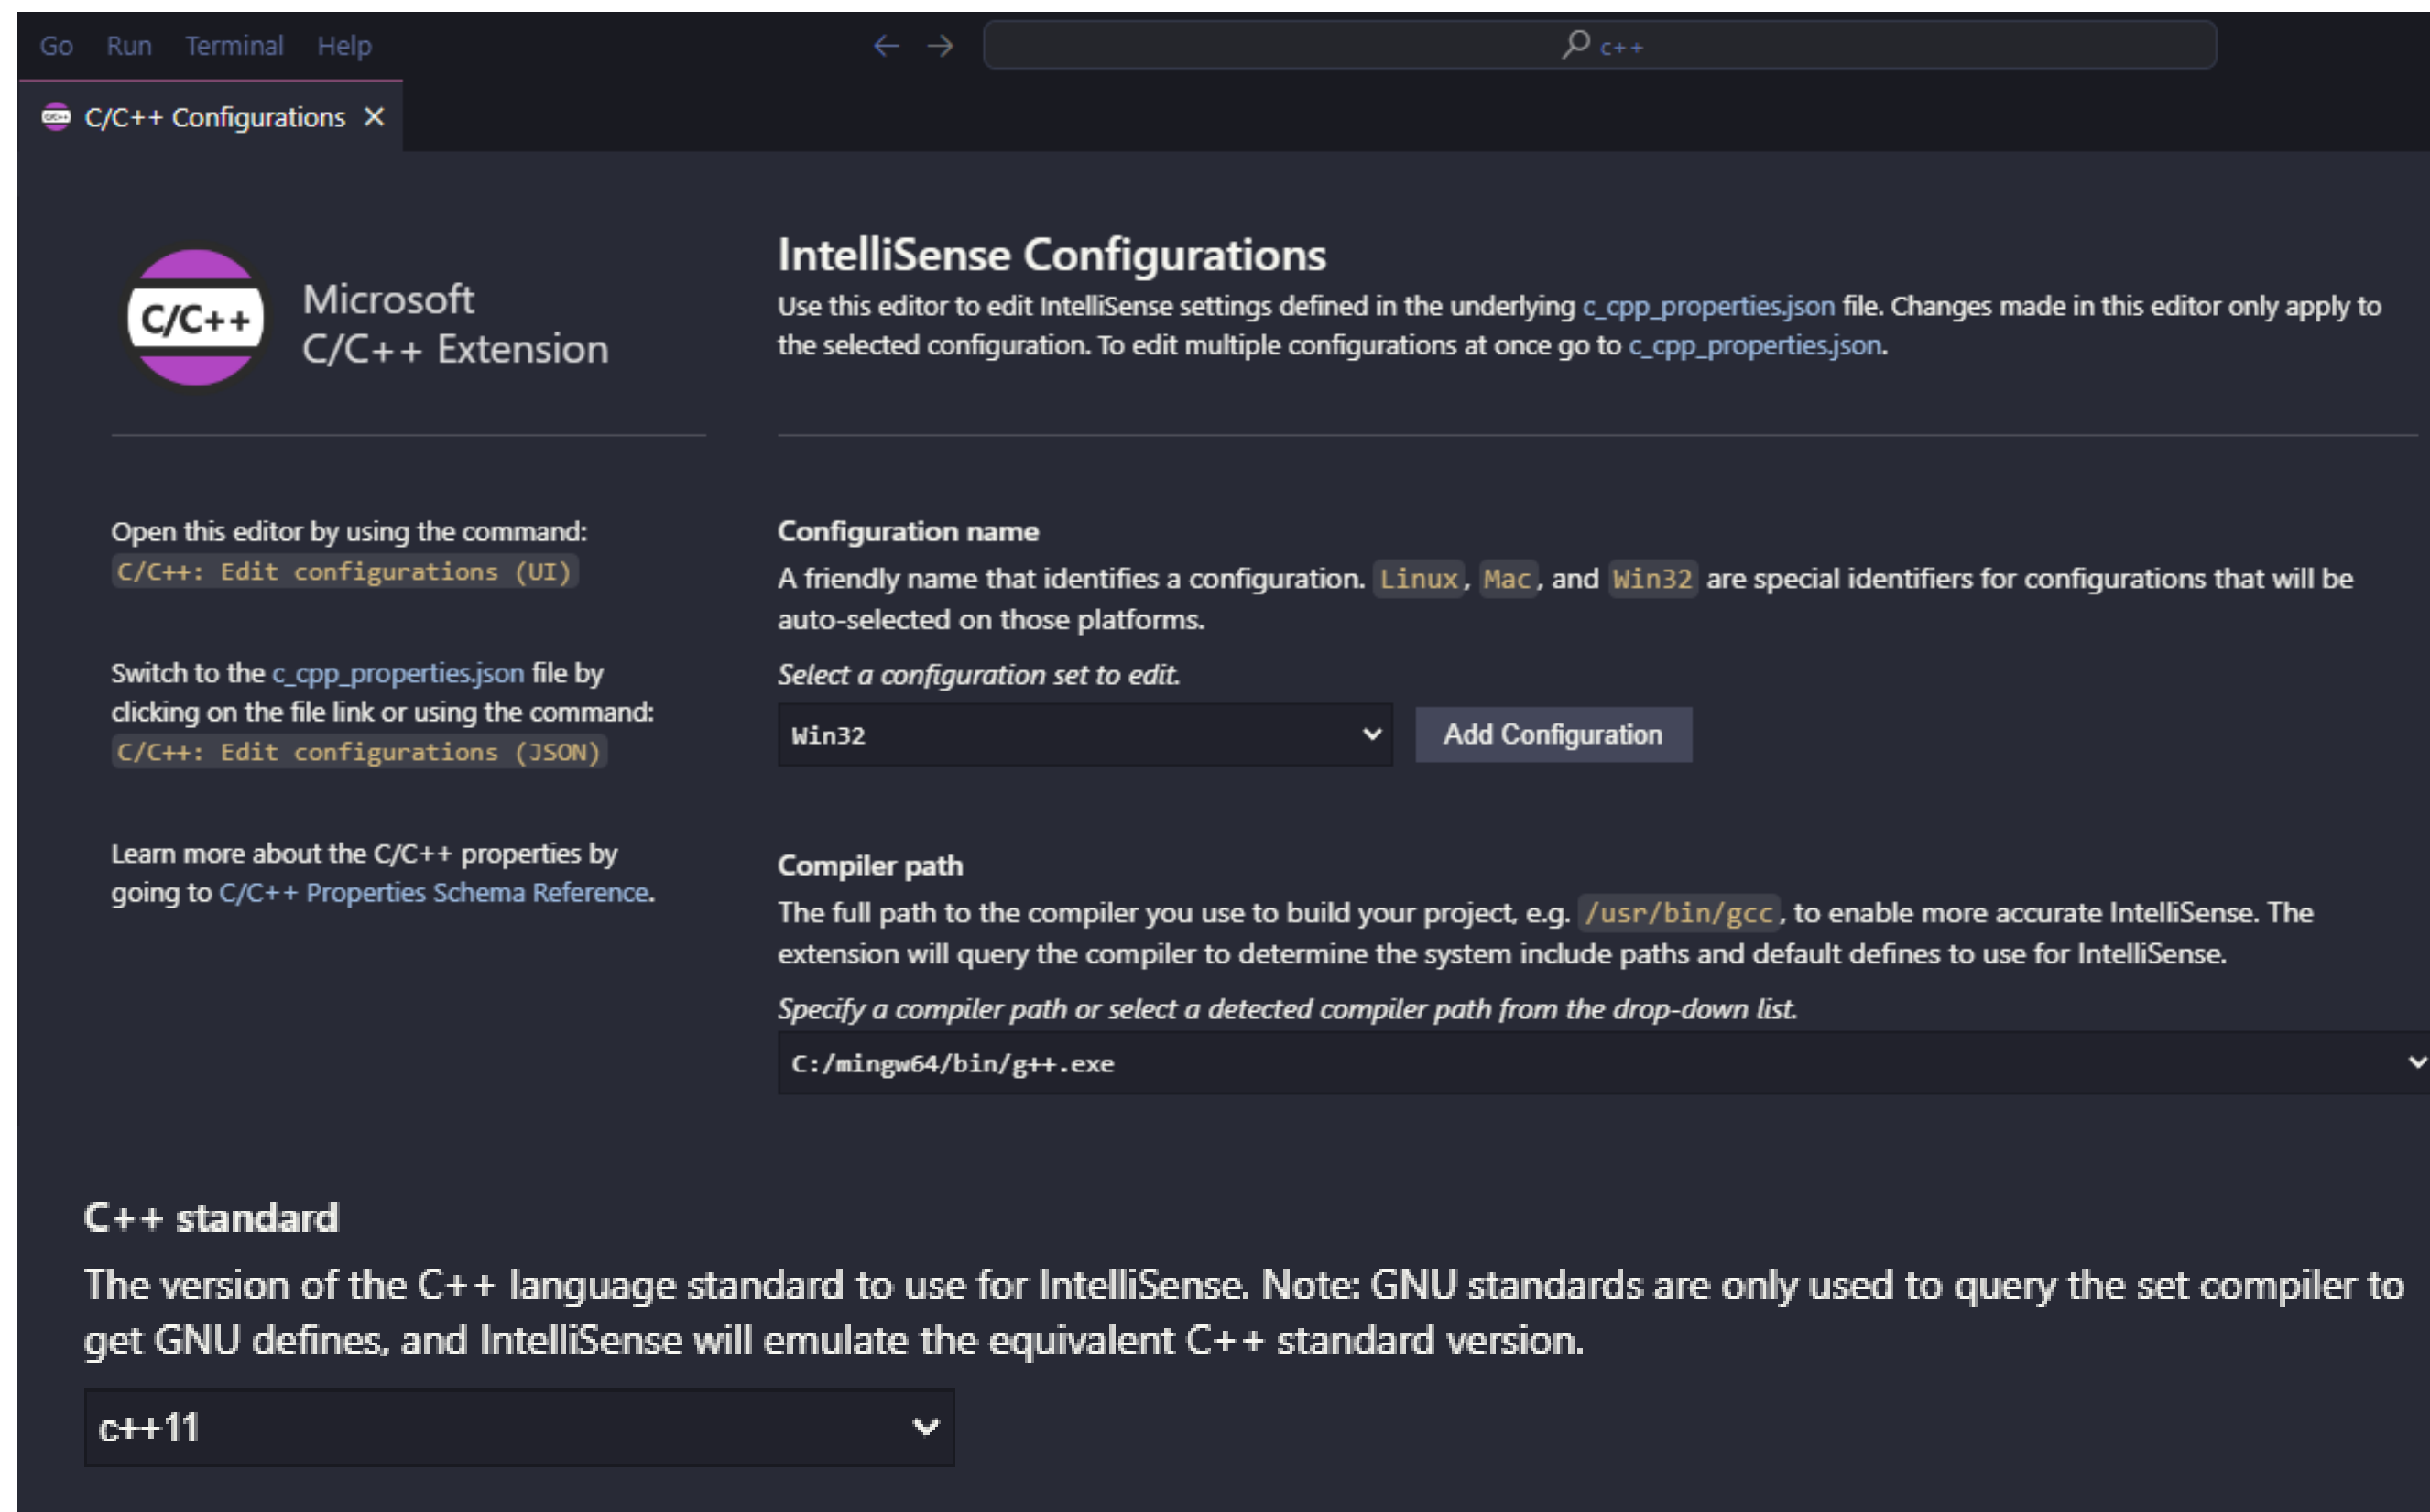 Go Run Terminal Help
c++
C/C++ Configurations
C/C++
Microsoft
C/C++ Extension
Open this editor by using the command:
C/C++: Edit configurations (UI)
Switch to the c_cpp_properties.json file by
clicking on the file link or using the command:
C/C++: Edit configurations (JSON)
Learn more about the C/C++ properties by
going to C/C++ Properties Schema Reference.
IntelliSense Configurations
Use this editor to edit IntelliSense settings defined in the underlying c_cpp_properties.json file. Changes made in this editor only apply to
the selected configuration. To edit multiple configurations at once go to c_cpp_properties.json.
Configuration name
A friendly name that identifies a configuration. Linux, Mac, and Win32 are special identifiers for configurations that will be
auto-selected on those platforms.
Select a configuration set to edit.
Win32
Add Configuration
Compiler path
The full path to the compiler you use to build your project, e.g. /usr/bin/gcc, to enable more accurate IntelliSense. The
extension will query the compiler to determine the system include paths and default defines to use for IntelliSense.
Specify a compiler path or select a detected compiler path from the drop-down list.
C:/mingw64/bin/g++.exe
C++ standard
The version of the C++ language standard to use for IntelliSense. Note: GNU standards are only used to query the set compiler to
get GNU defines, and IntelliSense will emulate the equivalent C++ standard version.
c++11